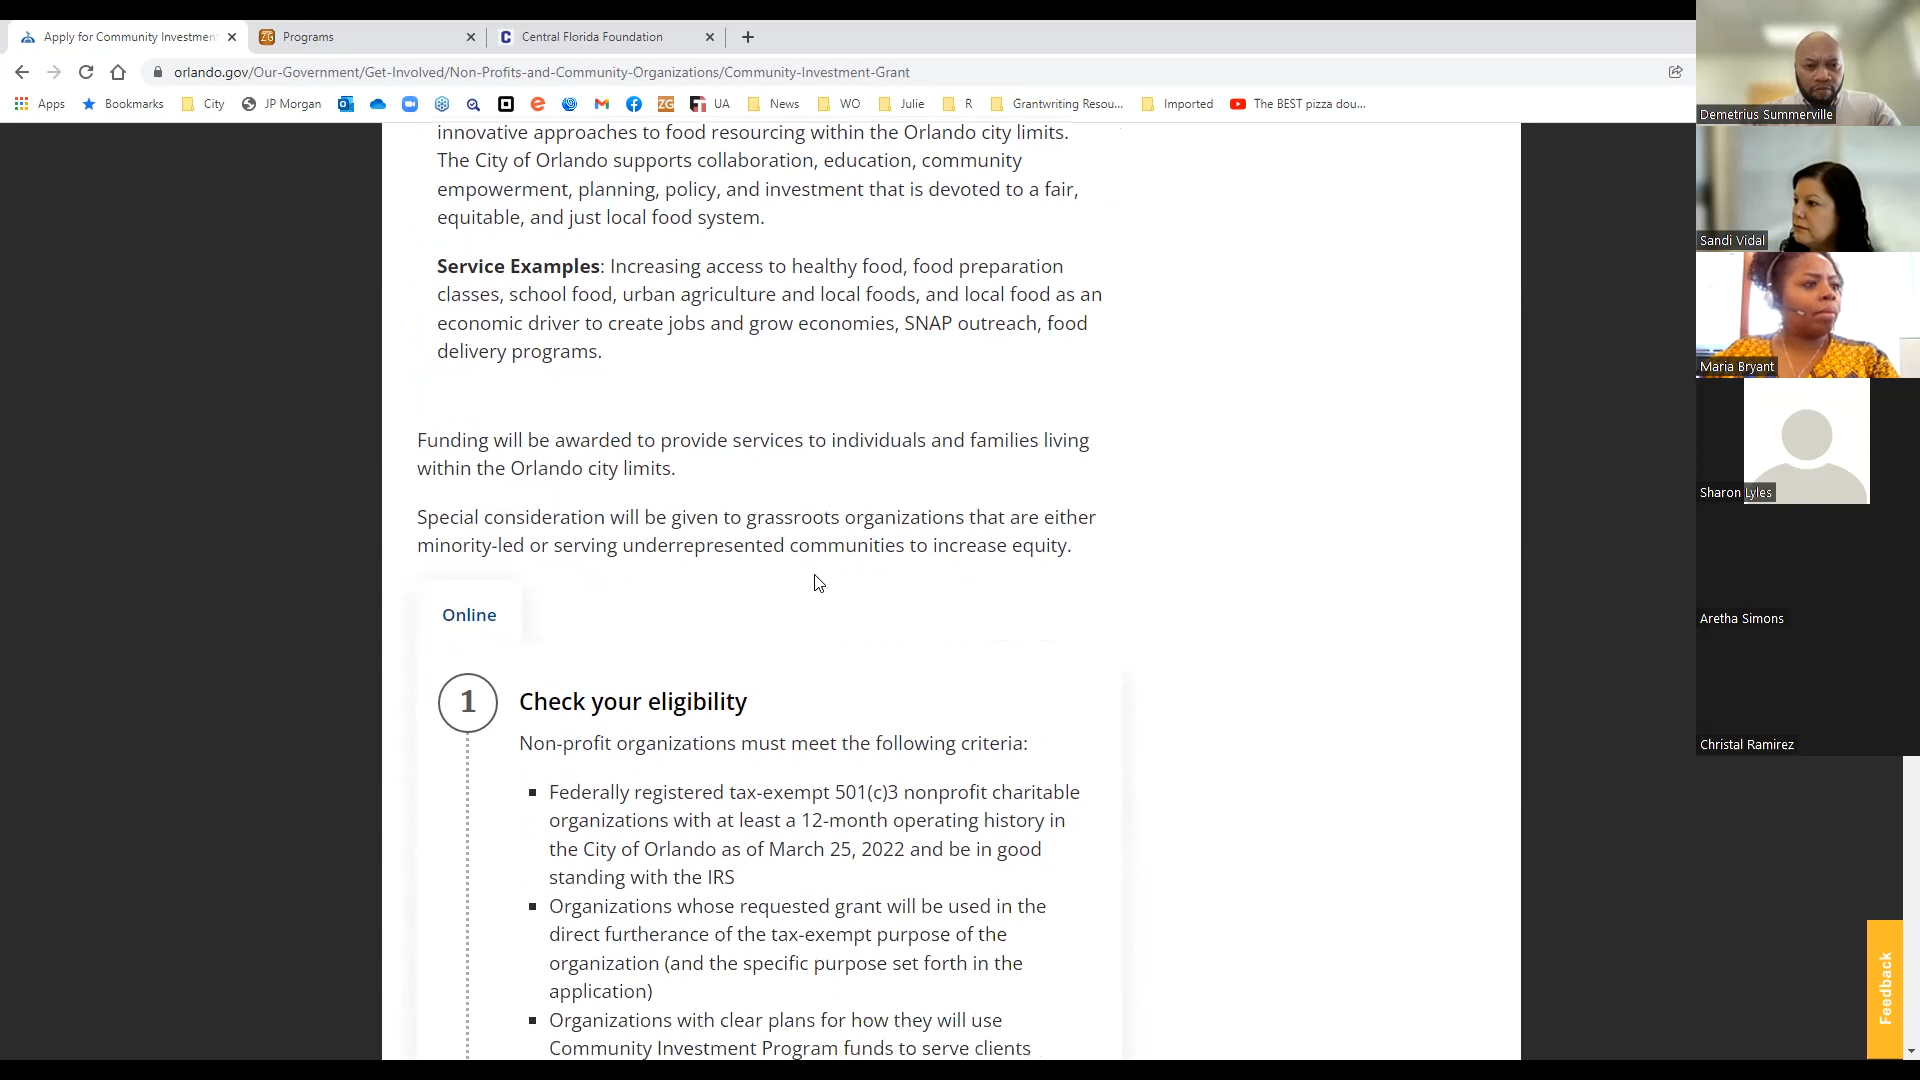 Apply for Community Investment
Programs
Central Florida Foundation
orlando.gov/Our-Government/Get-Involved/Non-Profits-and-Community-Organizations/Community-Investment-Grant
Apps
Bookmarks
City
JP Morgan
ZG
UA
News
WO
Julie
R
Grantwriting Resou...
Imported
The BEST pizza dou...
innovative approaches to food resourcing within the Orlando city limits.
The City of Orlando supports collaboration, education, community
empowerment, planning, policy, and investment that is devoted to a fair,
equitable, and just local food system.
Service Examples: Increasing access to healthy food, food preparation
classes, school food, urban agriculture and local foods, and local food as an
economic driver to create jobs and grow economies, SNAP outreach, food
delivery programs.
Funding will be awarded to provide services to individuals and families living
within the Orlando city limits.
Special consideration will be given to grassroots organizations that are either
minority-led or serving underrepresented communities to increase equity.
Online
1
Check your eligibility
Non-profit organizations must meet the following criteria:
Federally registered tax-exempt 501(c)3 nonprofit charitable
organizations with at least a 12-month operating history in
the City of Orlando as of March 25, 2022 and be in good
standing with the IRS
Organizations whose requested grant will be used in the
direct furtherance of the tax-exempt purpose of the
organization (and the specific purpose set forth in the
application)
Organizations with clear plans for how they will use
Community Investment Program funds to serve clients
Demetrius Summerville
Sandi Vidal
Maria Bryant
Sharon Lyles
Aretha Simons
Christal Ramirez
Feedback